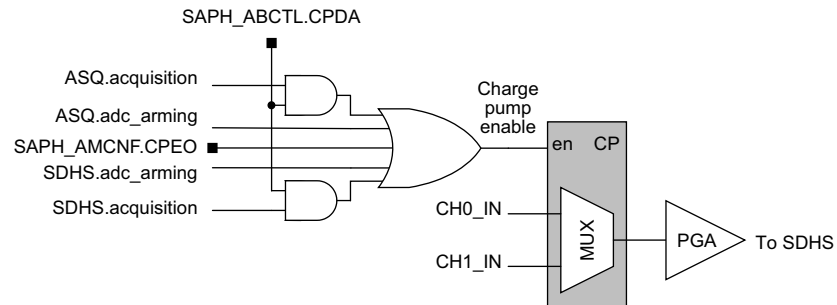 SAPH_ABCTL.CPDA
ASQ.acquisition
ASQ.adc_arming
SAPH_AMCNF.CPEO
SDHS.adc_arming
SDHS.acquisition
Charge
pump
enable
en CP
CH0_IN
CH1_IN
MUX
PGA
To SDHS